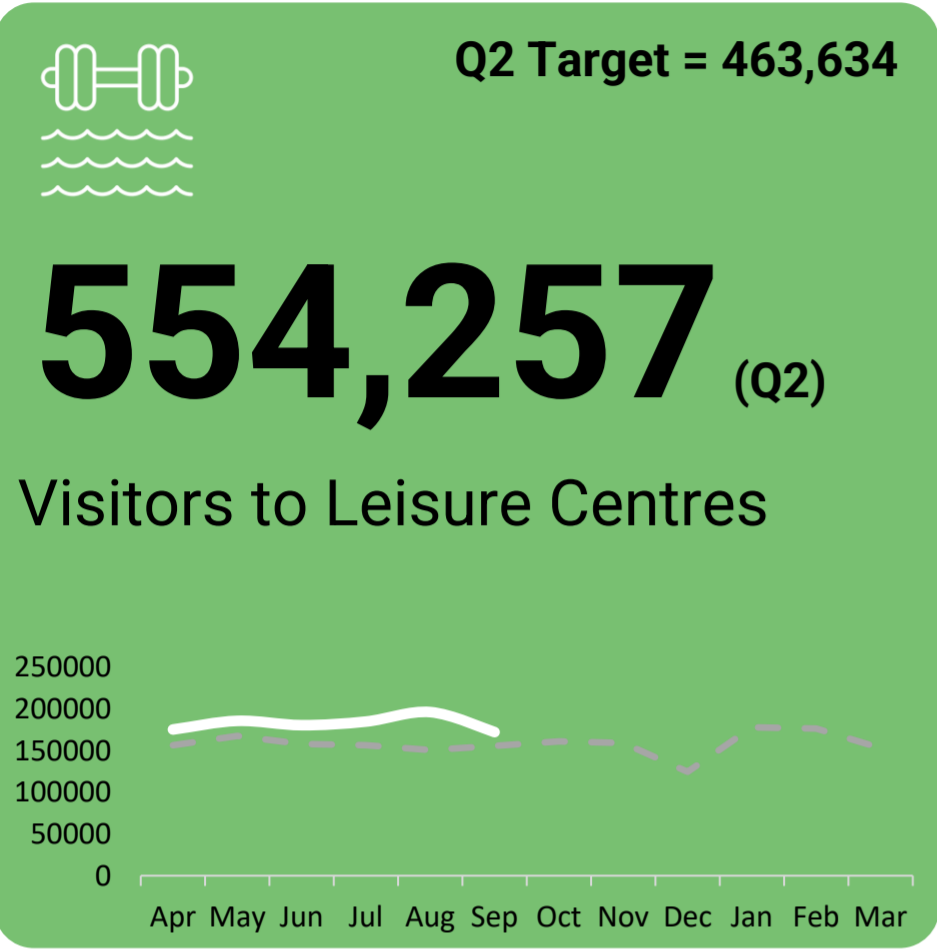 Q2 Target = 463,634
554,257 (Q2)
Visitors to Leisure Centres
250000
200000
150000
100000
50000
0
Apr May Jun Jul Aug Sep Oct Nov Dec Jan Feb Mar